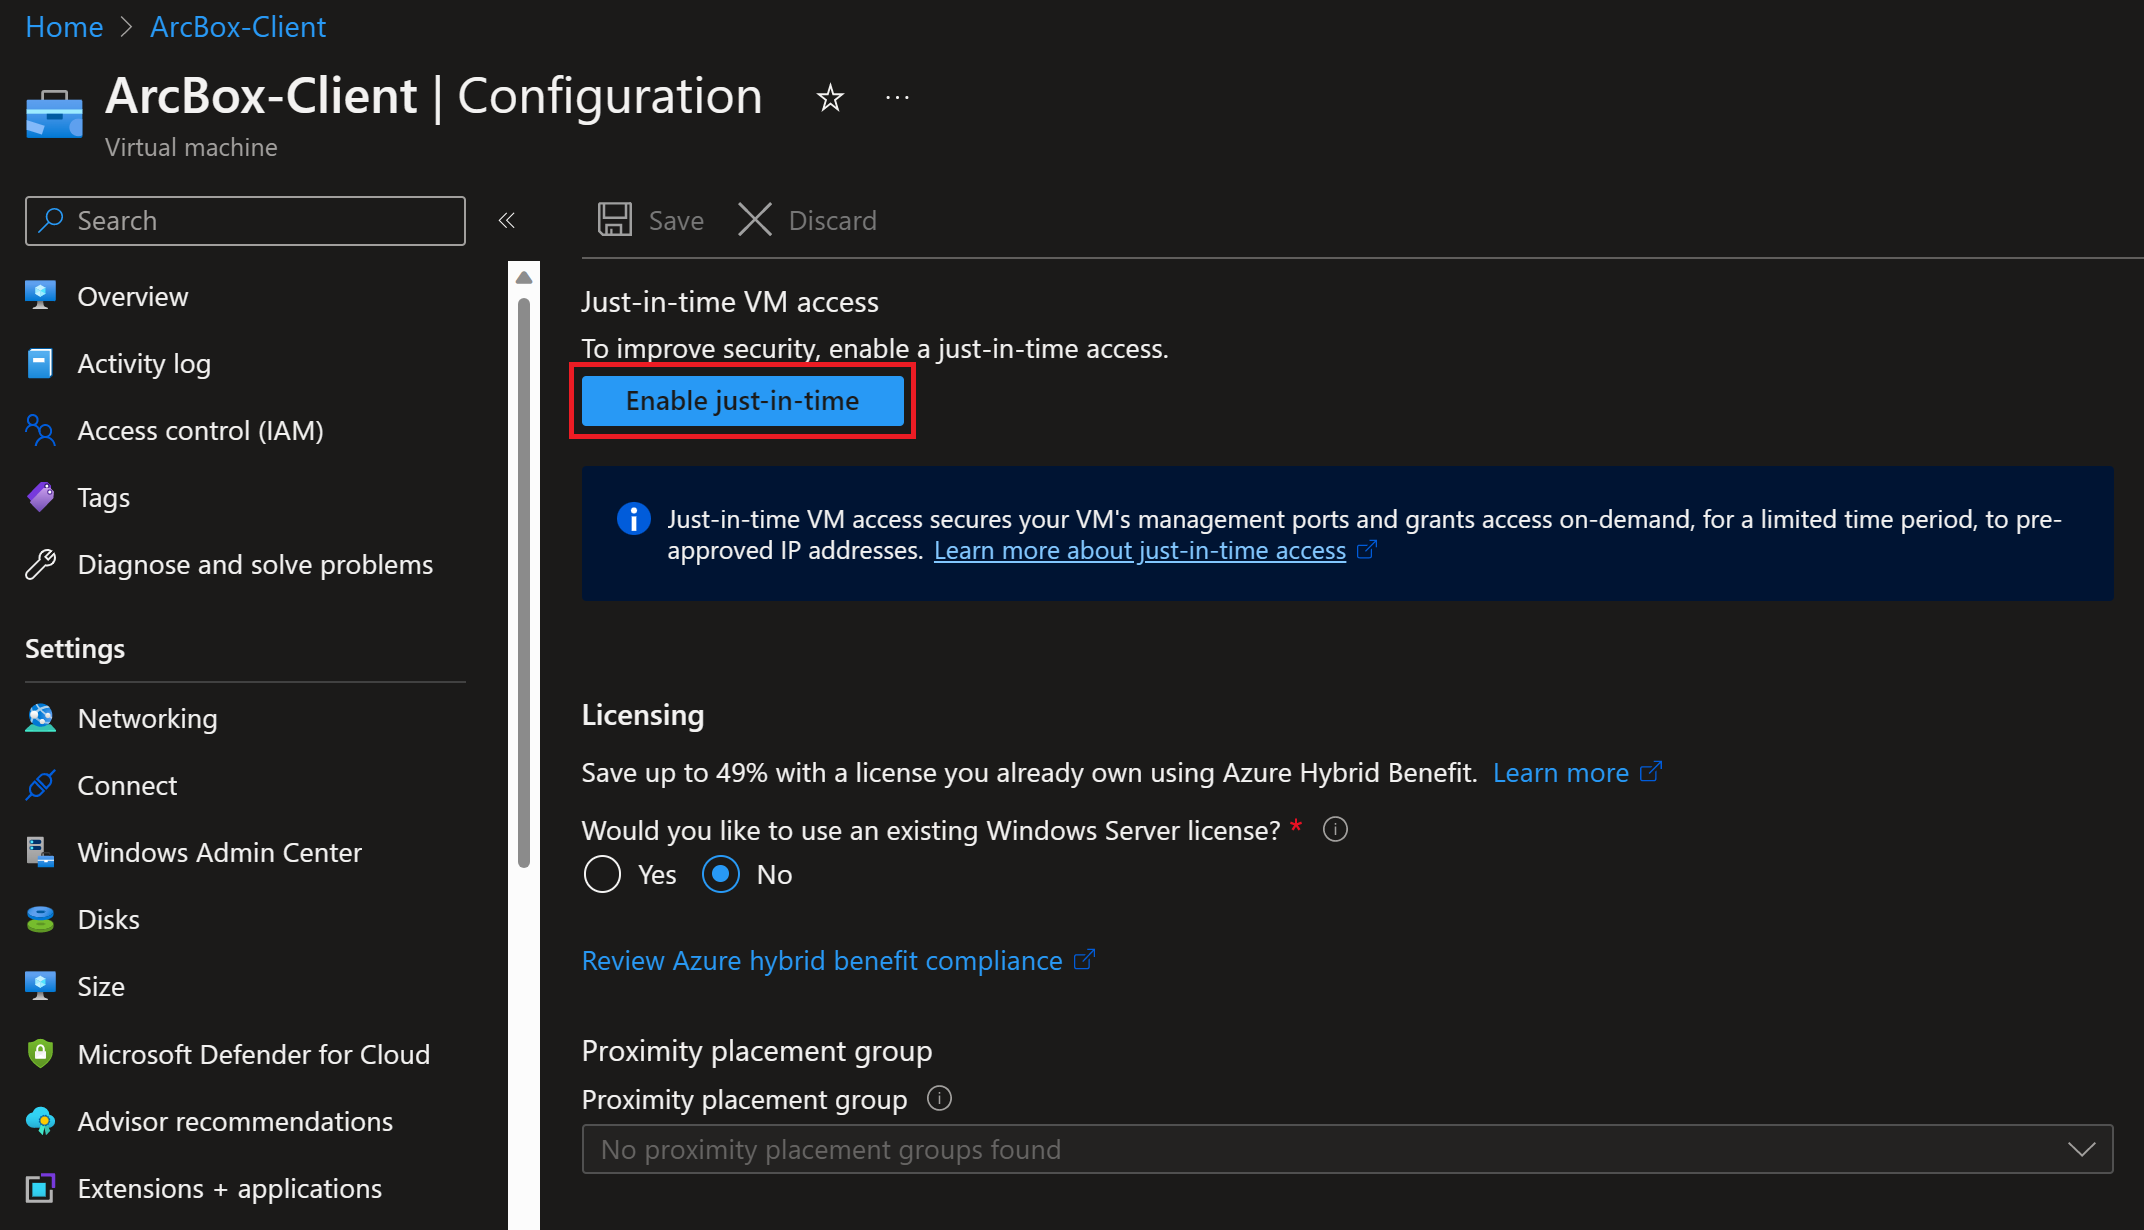 Home > ArcBox-Client
ArcBox-Client | Configuration
Virtual machine
Search
Overview
Activity log
Access control (IAM)
Tags
Diagnose and solve problems
Settings
Networking
Connect
Windows Admin Center
Disks
Size
Microsoft Defender for Cloud
Advisor recommendations
Extensions + applications
Save Discard
Just-in-time VM access
To improve security, enable a just-in-time access.
Enable just-in-time
Just-in-time VM access secures your VM's management ports and grants access on-demand, for a limited time period, to pre-
approved IP addresses. Learn more about just-in-time access
Licensing
Save up to 49% with a license you already own using Azure Hybrid Benefit. Learn more
Would you like to use an existing Windows Server license? *
Yes No
Review Azure hybrid benefit compliance
Proximity placement group
Proximity placement group
No proximity placement groups found